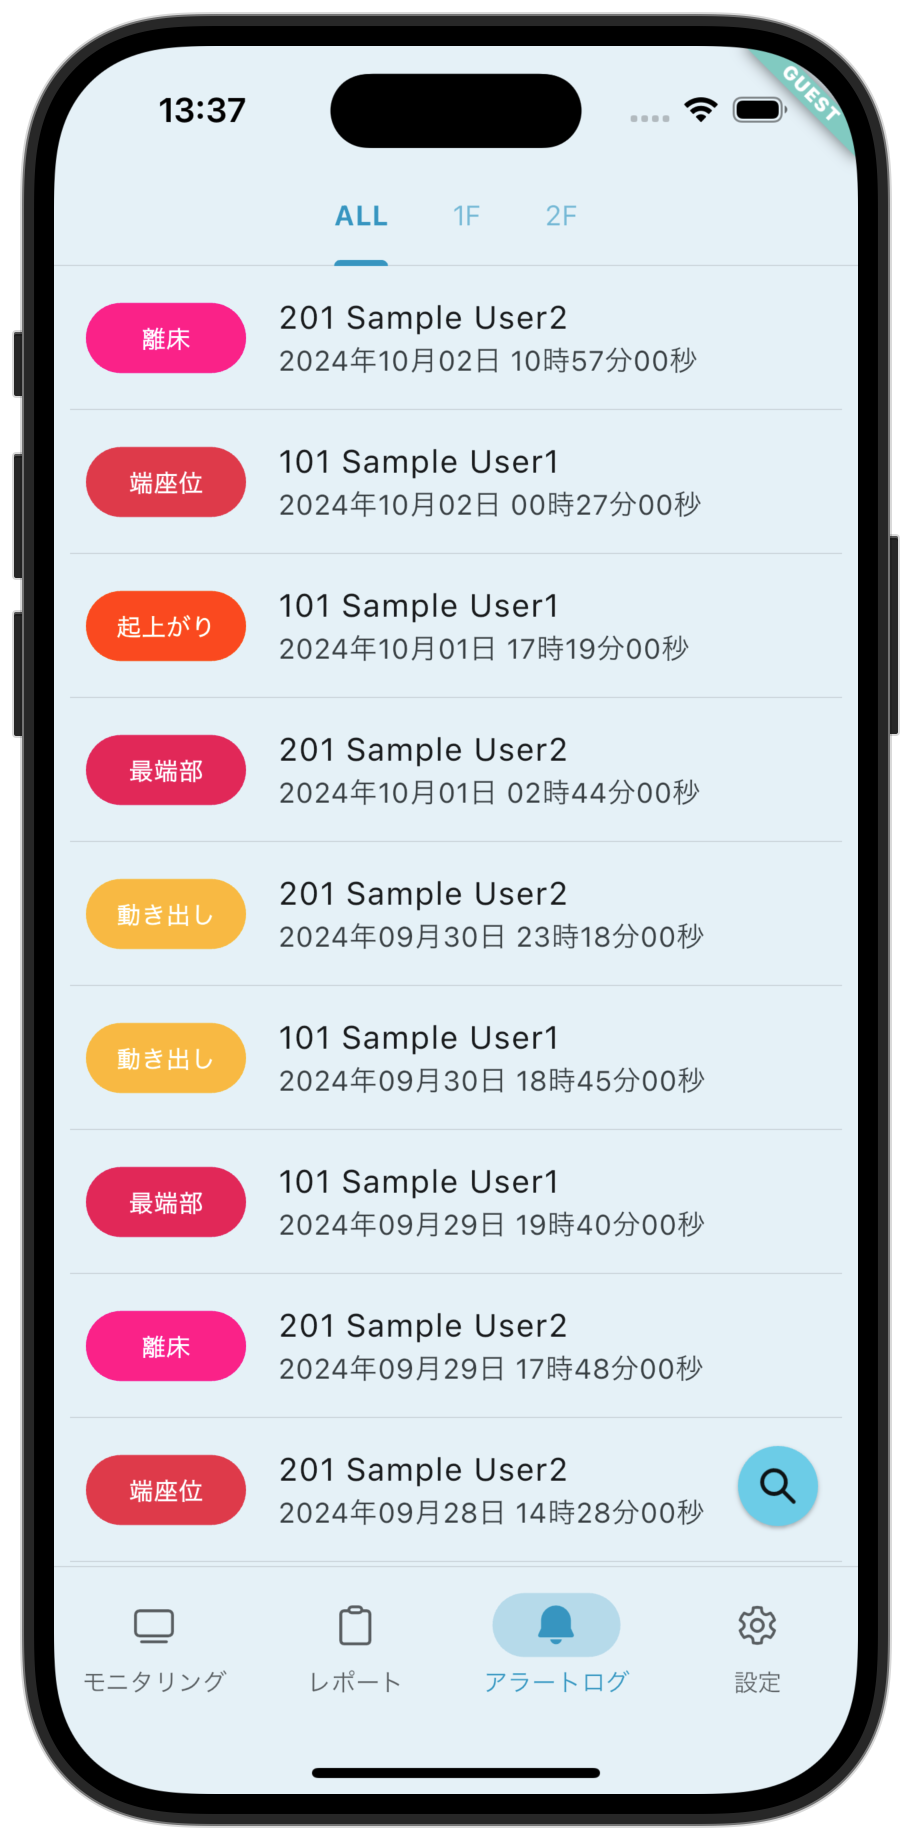 13:37
GUEST
ALL 1F 2F
離床
201 Sample User2
2024年10月02日 10時57分00秒
端座位
101 Sample User1
2024年10月02日 00時27分00秒
起上がり
101 Sample User1
2024年10月01日 17時19分00秒
最端部
201 Sample User2
2024年10月01日 02時44分00秒
動き出し
201 Sample User2
2024年09月30日 23時18分00秒
動き出し
101 Sample User1
2024年09月30日 18時45分00秒
最端部
101 Sample User1
2024年09月29日 19時40分00秒
離床
201 Sample User2
2024年09月29日 17時48分00秒
端座位
201 Sample User2
2024年09月28日 14時28分00秒
モニタリング レポート アラートログ 設定